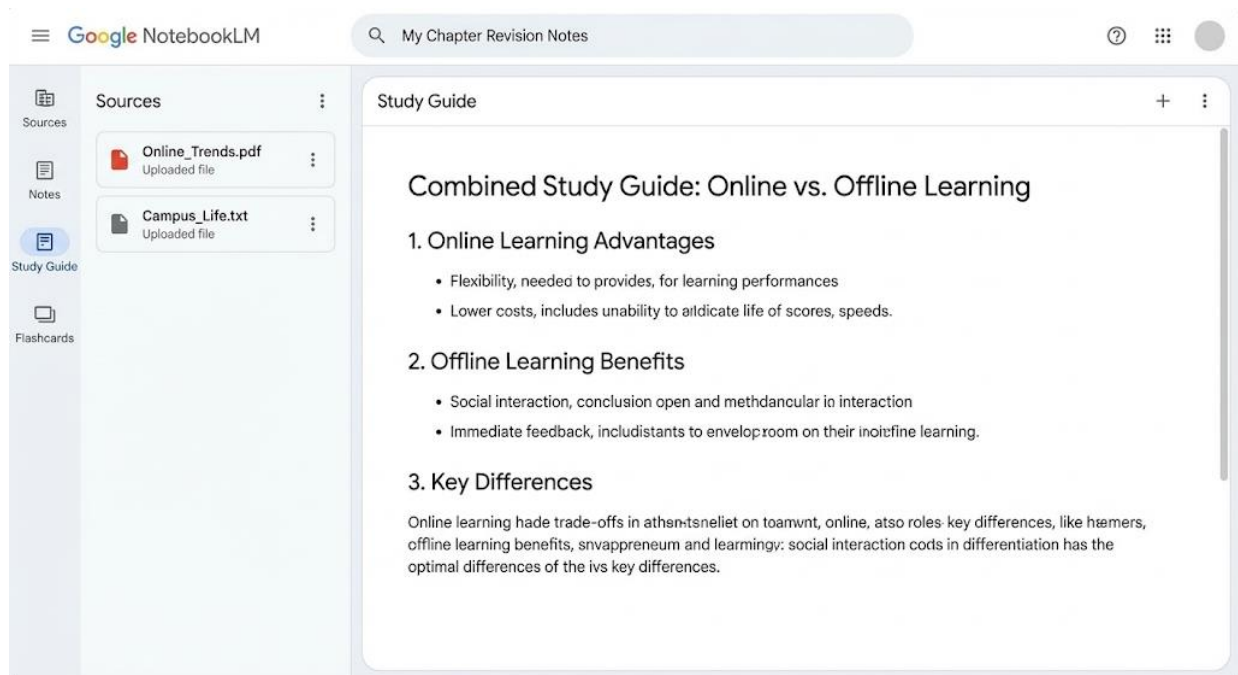 Google NotebookLM
My Chapter Revision Notes
Sources
Notes
Study Guide
Flashcards
Sources
Online_Trends.pdf
Uploaded file
Campus_Life.txt
Uploaded file
Study Guide
Combined Study Guide: Online vs. Offline Learning
1. Online Learning Advantages
• Flexibility, needed to provides, for learning performances
• Lower costs, includes unability to life of scores, speeds.
2. Offline Learning Benefits
• Social interaction, conclusion open and methdancular in interaction
• Immediate feedback, includistants to on their learning.
3. Key Differences
Online learning hade trade-offs in on online, roles key differences, like
offline learning benefits, and social interaction in differentiation has the
optimal differences of the ivs key differences.